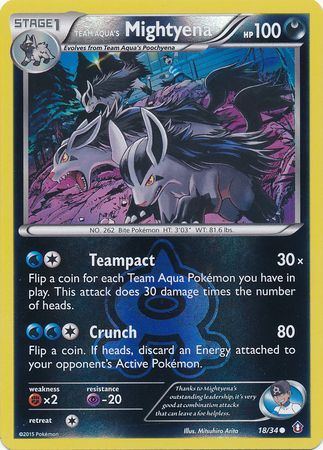 STAGE1
TEAM AQUA'S Mightyena HP100
Evolves from Team Aqua's Poochyena
NO. 262 Bite Pokémon HT: 3'03" WT: 81.6 lbs.
Teampact 30×
Flip a coin for each Team Aqua Pokémon you have in
play. This attack does 30 damage times the number
of heads.
Crunch 80
Flip a coin. If heads, discard an Energy attached to
your opponent's Active Pokémon.
weakness resistance
×2 -20
retreat
Thanks to Mightyena's
outstanding legwork, it's very
good at combination attacks
that can leave a foe helpless.
©2015 Pokémon Illus. Mitsuhiro Arita 18/34